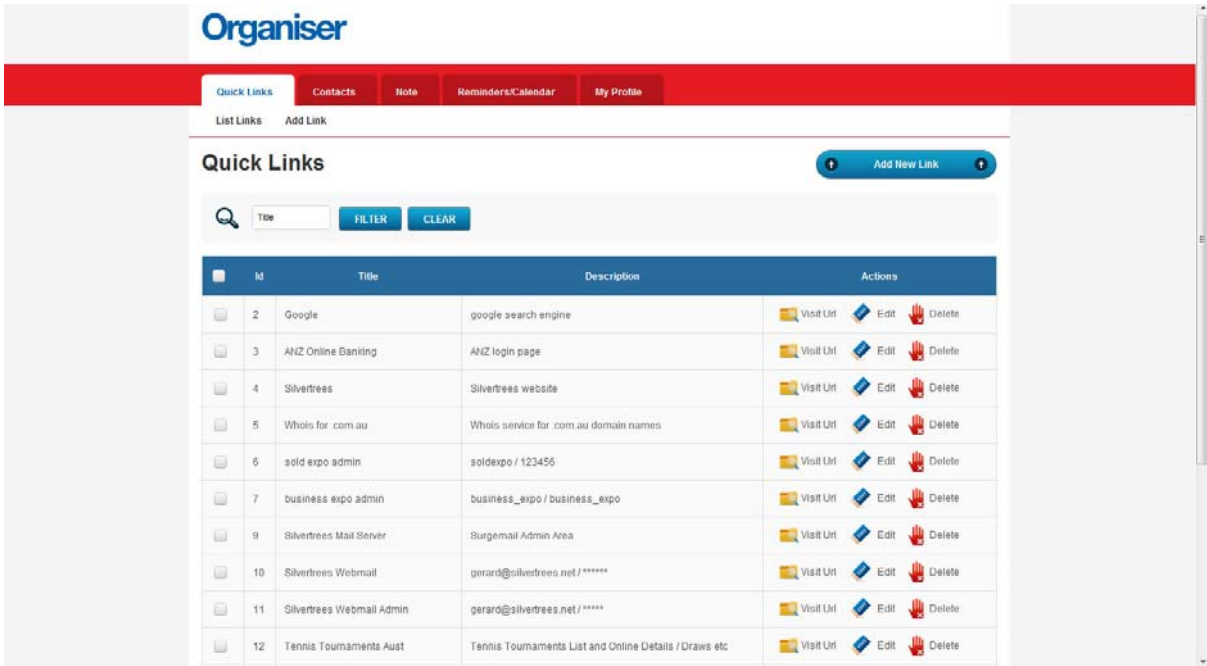 Organiser
Quick Links Contacts Note Reminders/Calendar My Profile
List Links Add Link
Quick Links
Add New Link
Title FILTER CLEAR
Id Title Description Actions
2 Google google search engine Visit Url Edit Delete
3 ANZ Online Banking ANZ login page Visit Url Edit Delete
4 Silvertrees Silvertrees website Visit Url Edit Delete
5 Whois for .com.au Whois service for .com.au domain names Visit Url Edit Delete
6 sold expo admin soldexpo / 123456 Visit Url Edit Delete
7 business expo admin business_expo / business_expo Visit Url Edit Delete
9 Silvertrees Mail Server Surgemail Admin Area Visit Url Edit Delete
10 Silvertrees Webmail gerard@silvertrees.net / ****** Visit Url Edit Delete
11 Silvertrees Webmail Admin gerard@silvertrees.net / ***** Visit Url Edit Delete
12 Tennis Tournaments Aust Tennis Tournaments List and Online Details / Draws etc Visit Url Edit Delete